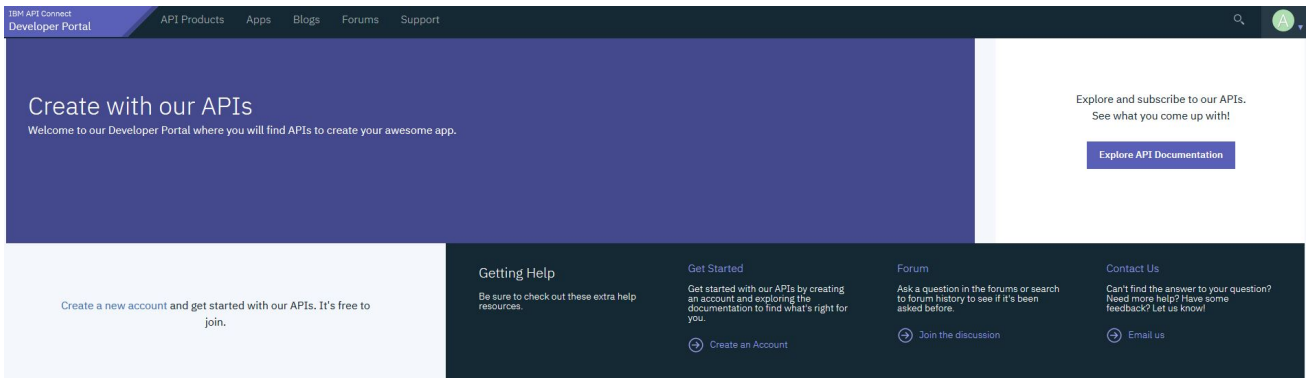 IBM API Connect
Developer Portal
API Products
Apps
Blogs
Forums
Support
A
Create with our APIs
Welcome to our Developer Portal where you will find APIs to create your awesome app.
Explore and subscribe to our APIs.
See what you come up with!
Explore API Documentation
Create a new account and get started with our APIs. It's free to
join.
Getting Help
Be sure to check out these extra help
resources.
Get Started
Get started with our APIs by creating
an account and exploring the
documentation to find what's right for
you.
Create an Account
Forum
Ask a question in the forums or search
to forum history to see if it's been
asked before.
Join the discussion
Contact Us
Can't find the answer to your question?
Need more help? Have some
feedback? Let us know!
Email us